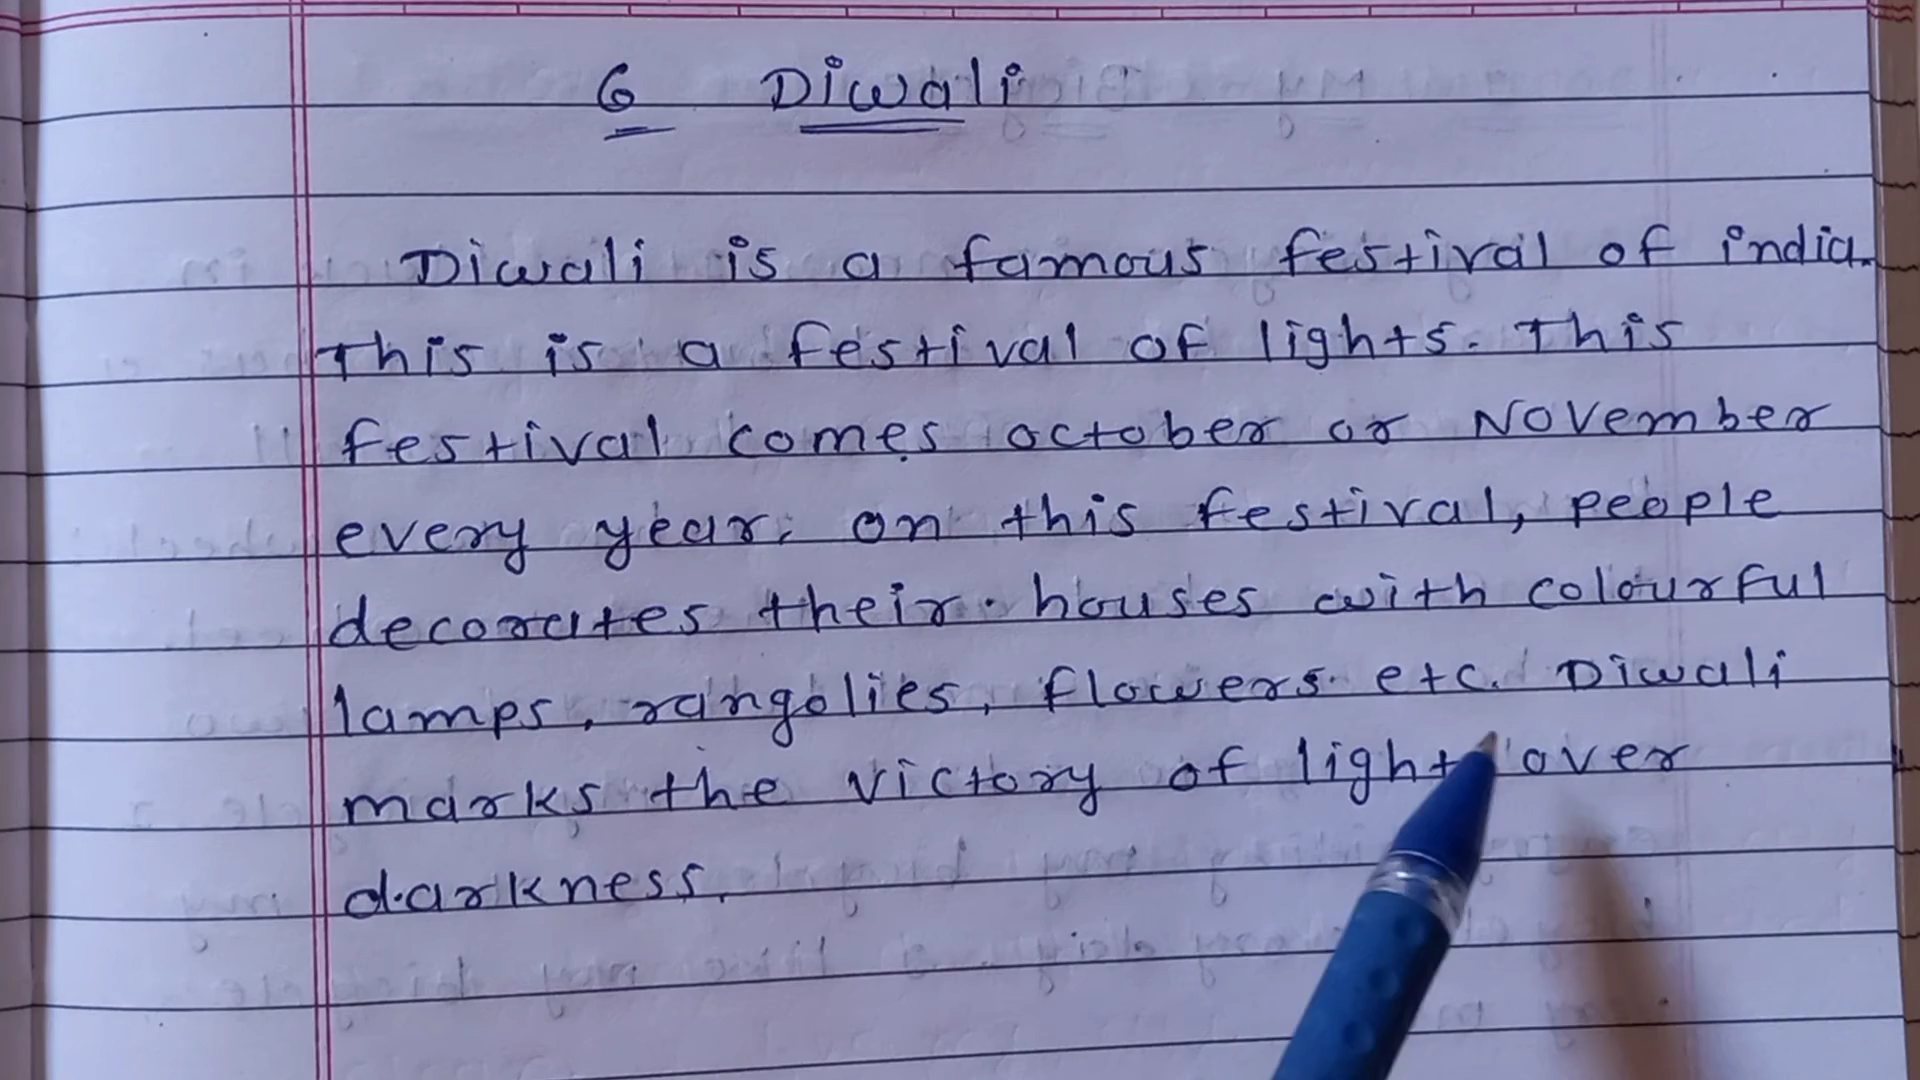 6 Diwali
Diwali is a famous festival of india.
This is a festival of lights. This
festival comes october or November
every year. on this festival, people
decorates their houses with colourful
lamps, rangolies, flowers etc. Diwali
marks the victory of light over
darkness.